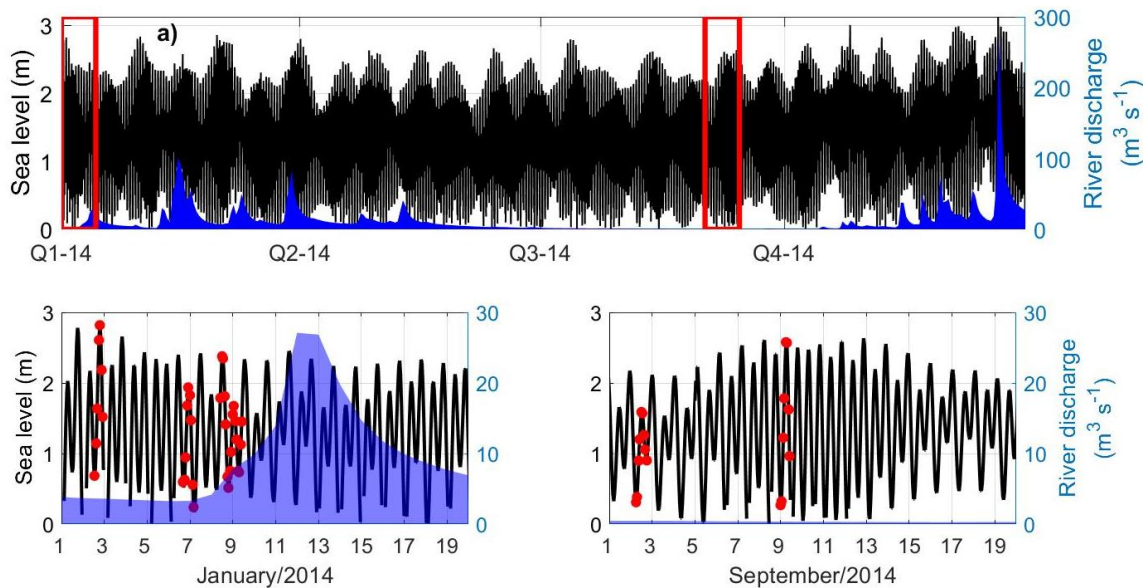 a)
Sea level (m)
3
2
1
0
River discharge
(m³ s⁻¹)
300
200
100
0
Q1-14 Q2-14 Q3-14 Q4-14
Sea level (m)
3
2
1
0
30
20
10
0
1 3 5 7 9 11 13 15 17 19
January/2014
3
2
1
0
River discharge
(m³ s⁻¹)
30
20
10
0
1 3 5 7 9 11 13 15 17 19
September/2014